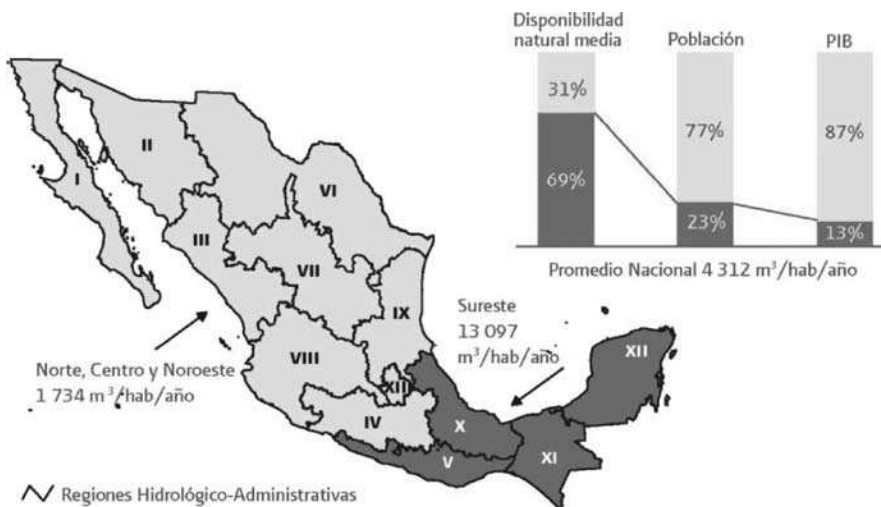 Disponibilidad
natural media
Población
PIB
31%
77%
87%
69%
23%
13%
Promedio Nacional 4 312 m³/hab/año
I
II
VI
III
VII
IX
Sureste
13 097
m³/hab/año
Norte, Centro y Noroeste
1 734 m³/hab/año
VIII
XIII
XII
IV
X
V
XI
Regiones Hidrológico-Administrativas